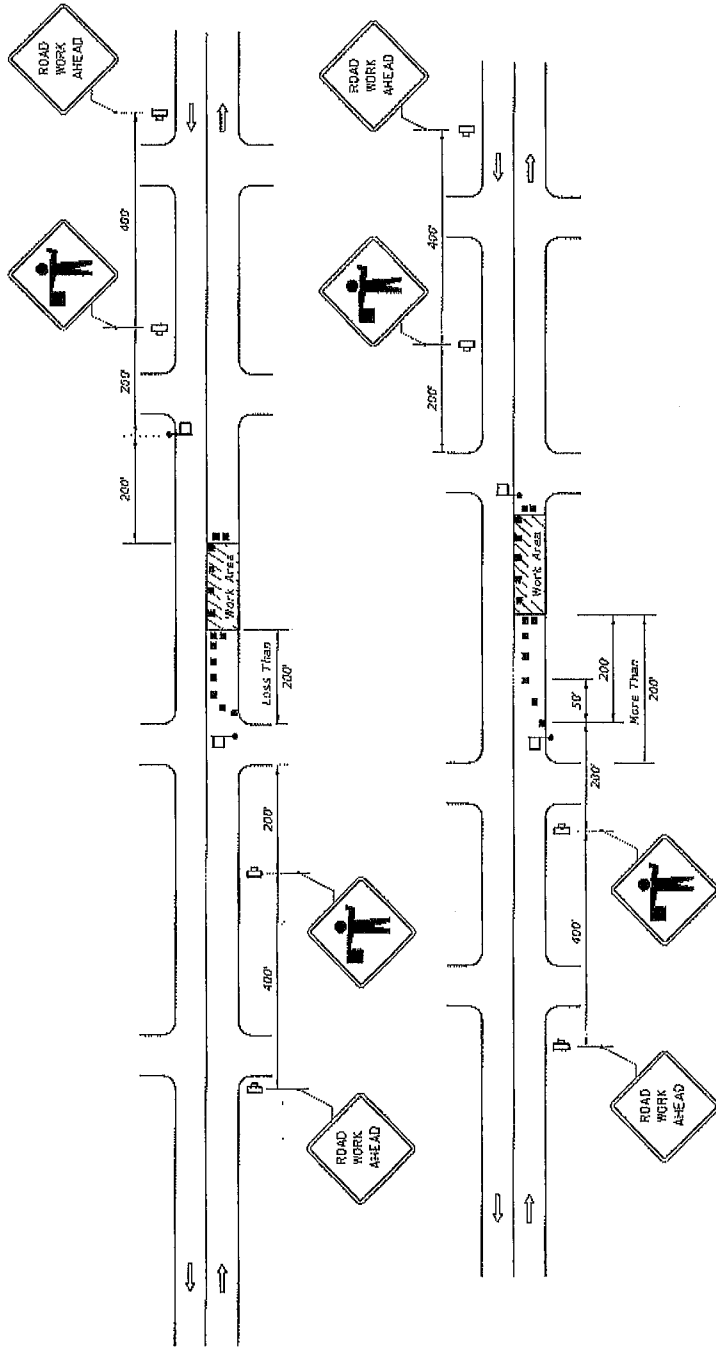 ROAD
WORK
AHEAD
400'
200'
200'
Work Area
Less Than
200'
200'
400'
ROAD
WORK
AHEAD
ROAD
WORK
AHEAD
400'
200'
Work Area
200'
More Than
50'
200'
200'
400'
ROAD
WORK
AHEAD